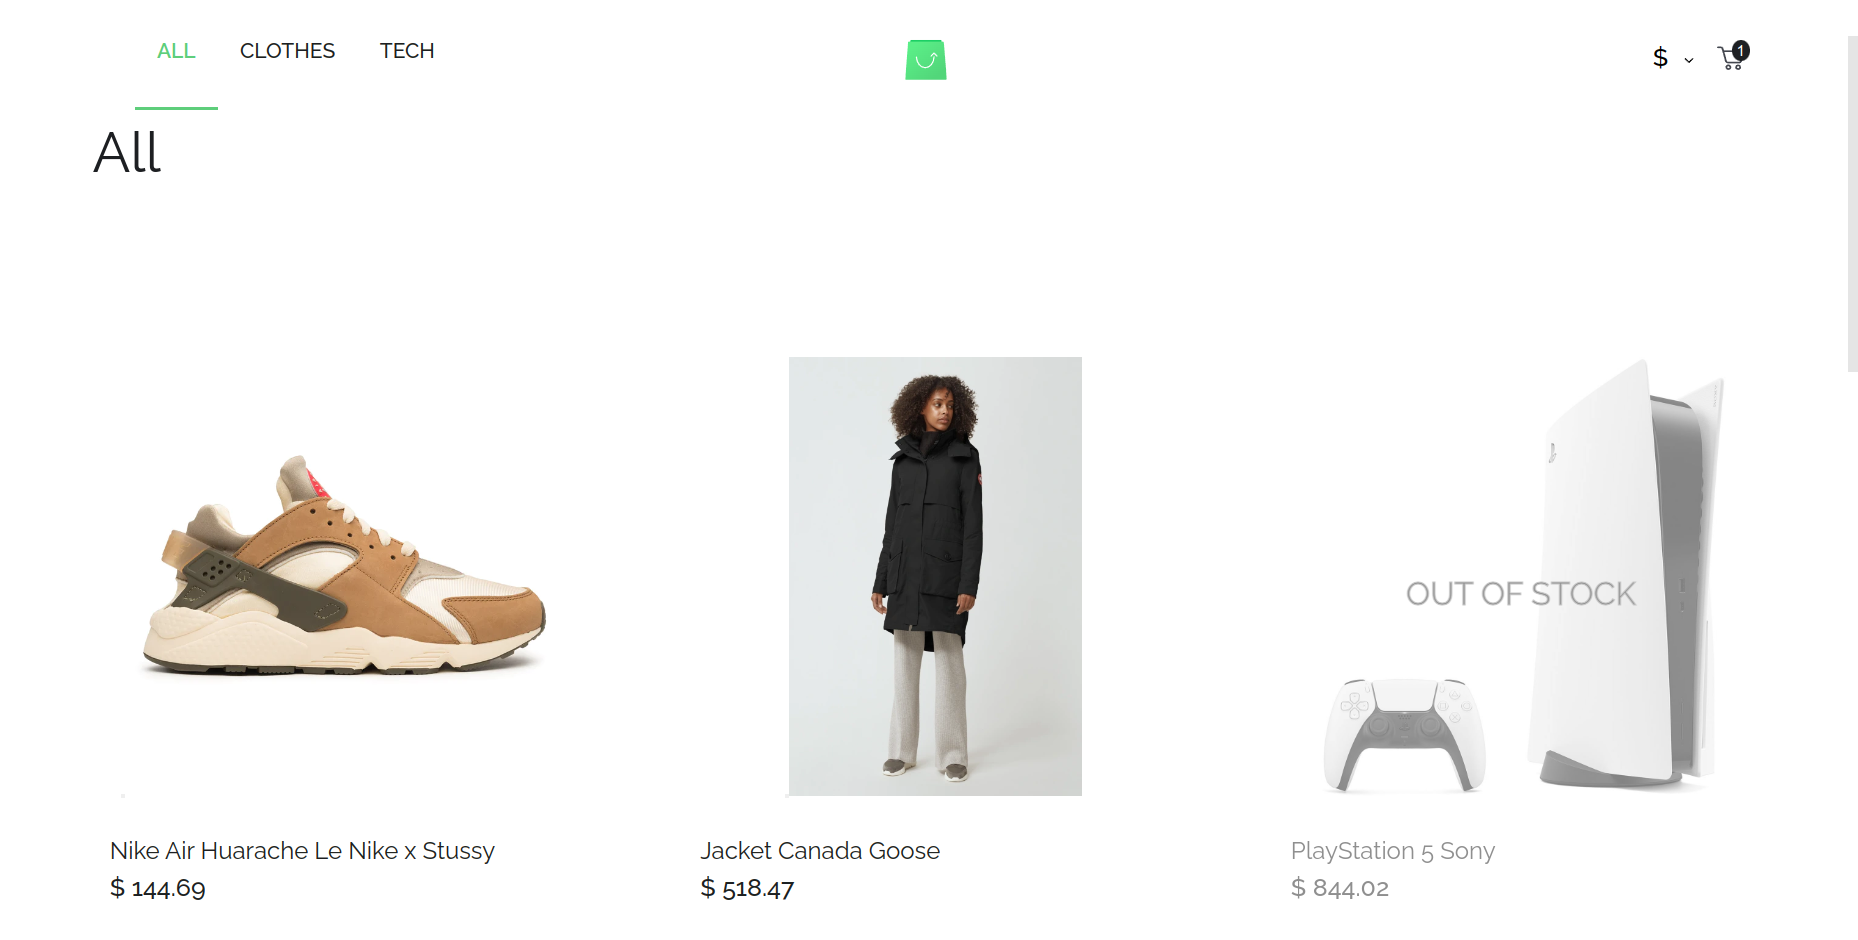 ALL CLOTHES TECH $ 1
All
OUT OF STOCK
Nike Air Huarache Le Nike x Stussy
$ 144.69
Jacket Canada Goose
$ 518.47
PlayStation 5 Sony
$ 844.02